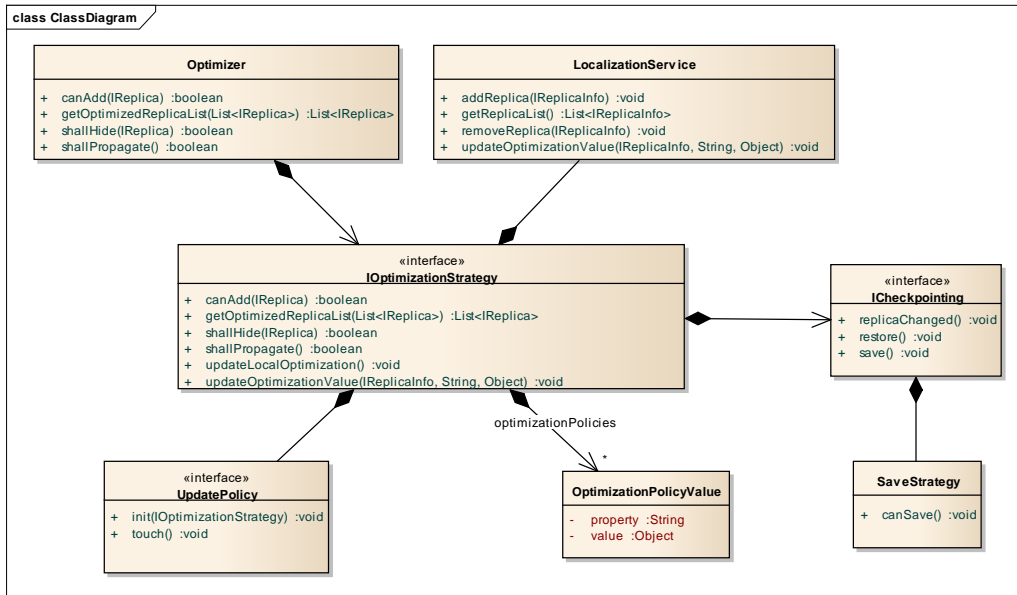 class ClassDiagram
Optimizer
+ canAdd(IReplica) :boolean
+ getOptimizedReplicaList(List<IReplica>) :List<IReplica>
+ shallHide(IReplica) :boolean
+ shallPropagate() :boolean
LocalizationService
+ addReplica(IReplicaInfo) :void
+ getReplicaList() :List<IReplicaInfo>
+ removeReplica(IReplicaInfo) :void
+ updateOptimizationValue(IReplicaInfo, String, Object) :void
«interface»
IOptimizationStrategy
+ canAdd(IReplica) :boolean
+ getOptimizedReplicaList(List<IReplica>) :List<IReplica>
+ shallHide(IReplica) :boolean
+ shallPropagate() :boolean
+ updateLocalOptimization() :void
+ updateOptimizationValue(IReplicaInfo, String, Object) :void
«interface»
ICheckpointing
+ replicaChanged() :void
+ restore() :void
+ save() :void
optimizationPolicies
*
«interface»
UpdatePolicy
+ init(IOptimizationStrategy) :void
+ touch() :void
OptimizationPolicyValue
- property :String
- value :Object
SaveStrategy
+ canSave() :void